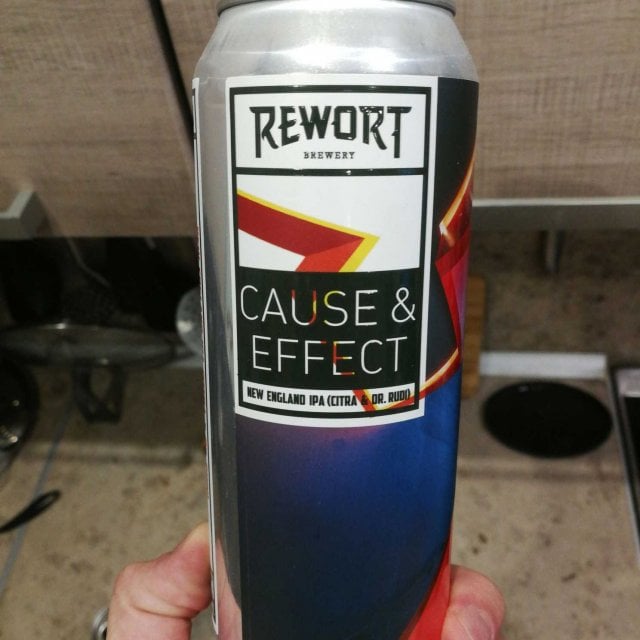 REWORT
BREWERY
CAUSE &
EFFECT
NEW ENGLAND IPA (CITRA & DR. RUDI)